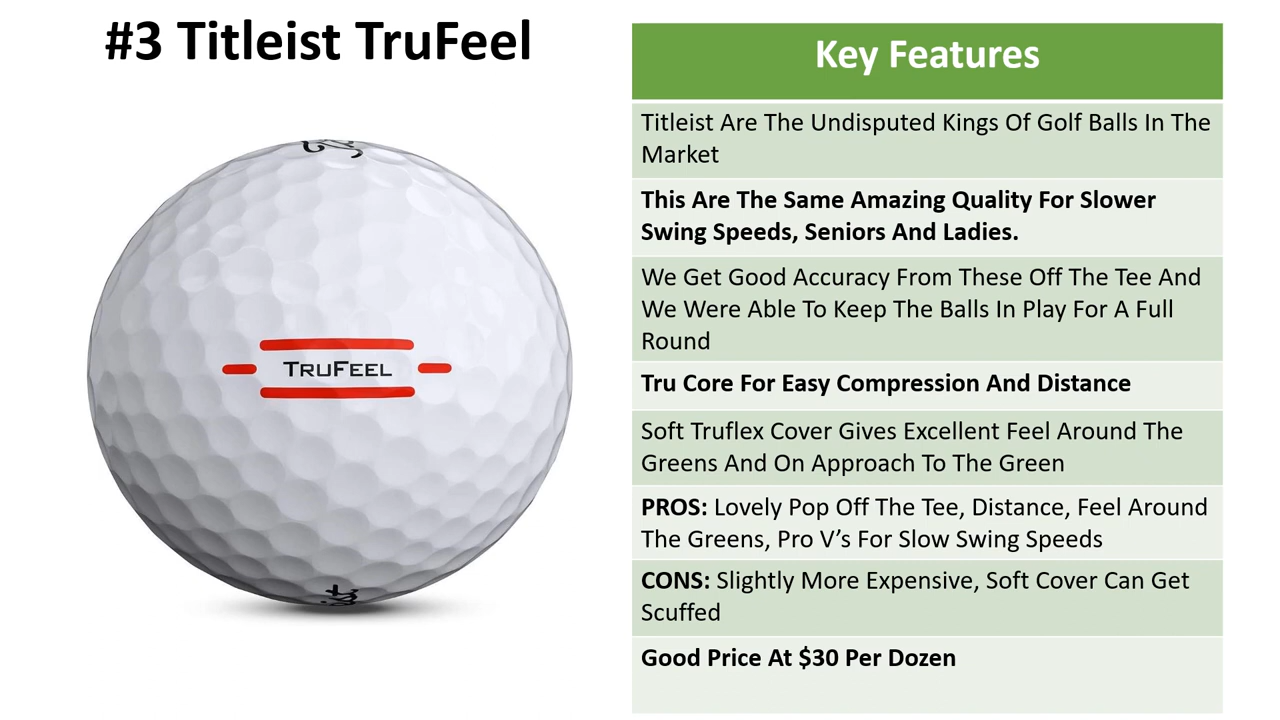 #3 Titleist TruFeel
TRUFEEL
Key Features
Titleist Are The Undisputed Kings Of Golf Balls In The
Market
This Are The Same Amazing Quality For Slower
Swing Speeds, Seniors And Ladies.
We Get Good Accuracy From These Off The Tee And
We Were Able To Keep The Balls In Play For A Full
Round
Tru Core For Easy Compression And Distance
Soft Truflex Cover Gives Excellent Feel Around The
Greens And On Approach To The Green
PROS: Lovely Pop Off The Tee, Distance, Feel Around
The Greens, Pro V’s For Slow Swing Speeds
CONS: Slightly More Expensive, Soft Cover Can Get
Scuffed
Good Price At $30 Per Dozen